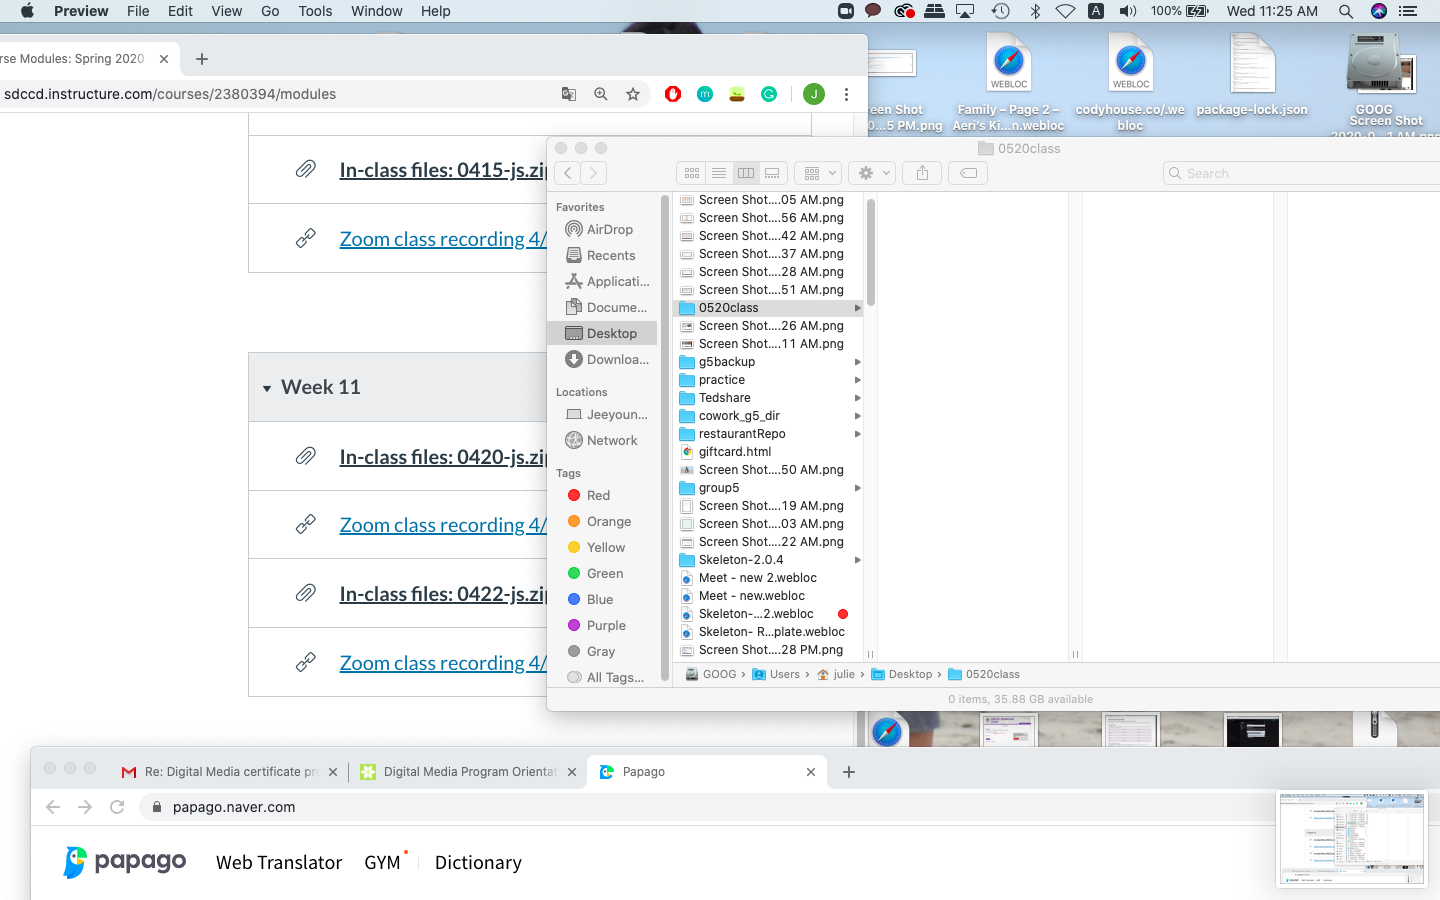 Preview File Edit View Go Tools Window Help 100% Wed 11:25 AM
rse Modules: Spring 2020
sdccd.instructure.com/courses/2380394/modules
J
In-class files: 0415-js.zip
Zoom class recording 4/
Week 11
In-class files: 0420-js.zip
Zoom class recording 4/
In-class files: 0422-js.zip
Zoom class recording 4/
WEBLOC
WEBLOC
reen Shot
0...5 PM.png
Family – Page 2 –
Aeri's Ki...n.webloc
codyhouse.co/.we
bloc
package-lock.json
GOOG
Screen Shot
0520class
Search
Favorites
AirDrop
Recents
Applicati...
Docume...
Desktop
Downloa...
Locations
Jeeyoun...
Network
Tags
Red
Orange
Yellow
Green
Blue
Purple
Gray
All Tags...
Screen Shot....05 AM.png
Screen Shot....56 AM.png
Screen Shot....42 AM.png
Screen Shot....37 AM.png
Screen Shot....28 AM.png
Screen Shot....51 AM.png
0520class
Screen Shot....26 AM.png
Screen Shot....11 AM.png
g5backup
practice
Tedshare
cowork_g5_dir
restaurantRepo
giftcard.html
Screen Shot....50 AM.png
group5
Screen Shot....19 AM.png
Screen Shot....03 AM.png
Screen Shot....22 AM.png
Skeleton-2.0.4
Meet - new 2.webloc
Meet - new.webloc
Skeleton-...2.webloc
Skeleton- R...plate.webloc
Screen Shot....28 PM.png
GOOG › Users › julie › Desktop › 0520class
0 items, 35.88 GB available
Re: Digital Media certificate pr
Digital Media Program Orientat
Papago
papago.naver.com
papago Web Translator GYM Dictionary